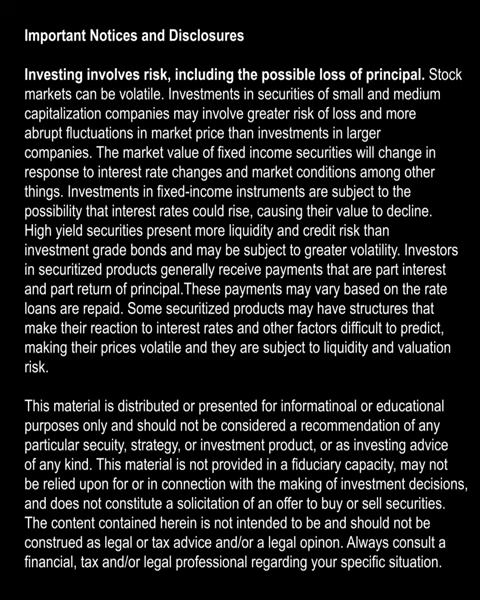 Important Notices and Disclosures
Investing involves risk, including the possible loss of principal. Stock
markets can be volatile. Investments in securities of small and medium
capitalization companies may involve greater risk of loss and more
abrupt fluctuations in market price than investments in larger
companies. The market value of fixed income securities will change in
response to interest rate changes and market conditions among other
things. Investments in fixed-income instruments are subject to the
possibility that interest rates could rise, causing their value to decline.
High yield securities present more liquidity and credit risk than
investment grade bonds and may be subject to greater volatility. Investors
in securitized products generally receive payments that are part interest
and part return of principal.These payments may vary based on the rate
loans are repaid. Some securitized products may have structures that
make their reaction to interest rates and other factors difficult to predict,
making their prices volatile and they are subject to liquidity and valuation
risk.
This material is distributed or presented for informatinoal or educational
purposes only and should not be considered a recommendation of any
particular secuity, strategy, or investment product, or as investing advice
of any kind. This material is not provided in a fiduciary capacity, may not
be relied upon for or in connection with the making of investment decisions,
and does not constitute a solicitation of an offer to buy or sell securities.
The content contained herein is not intended to be and should not be
construed as legal or tax advice and/or a legal opinon. Always consult a
financial, tax and/or legal professional regarding your specific situation.